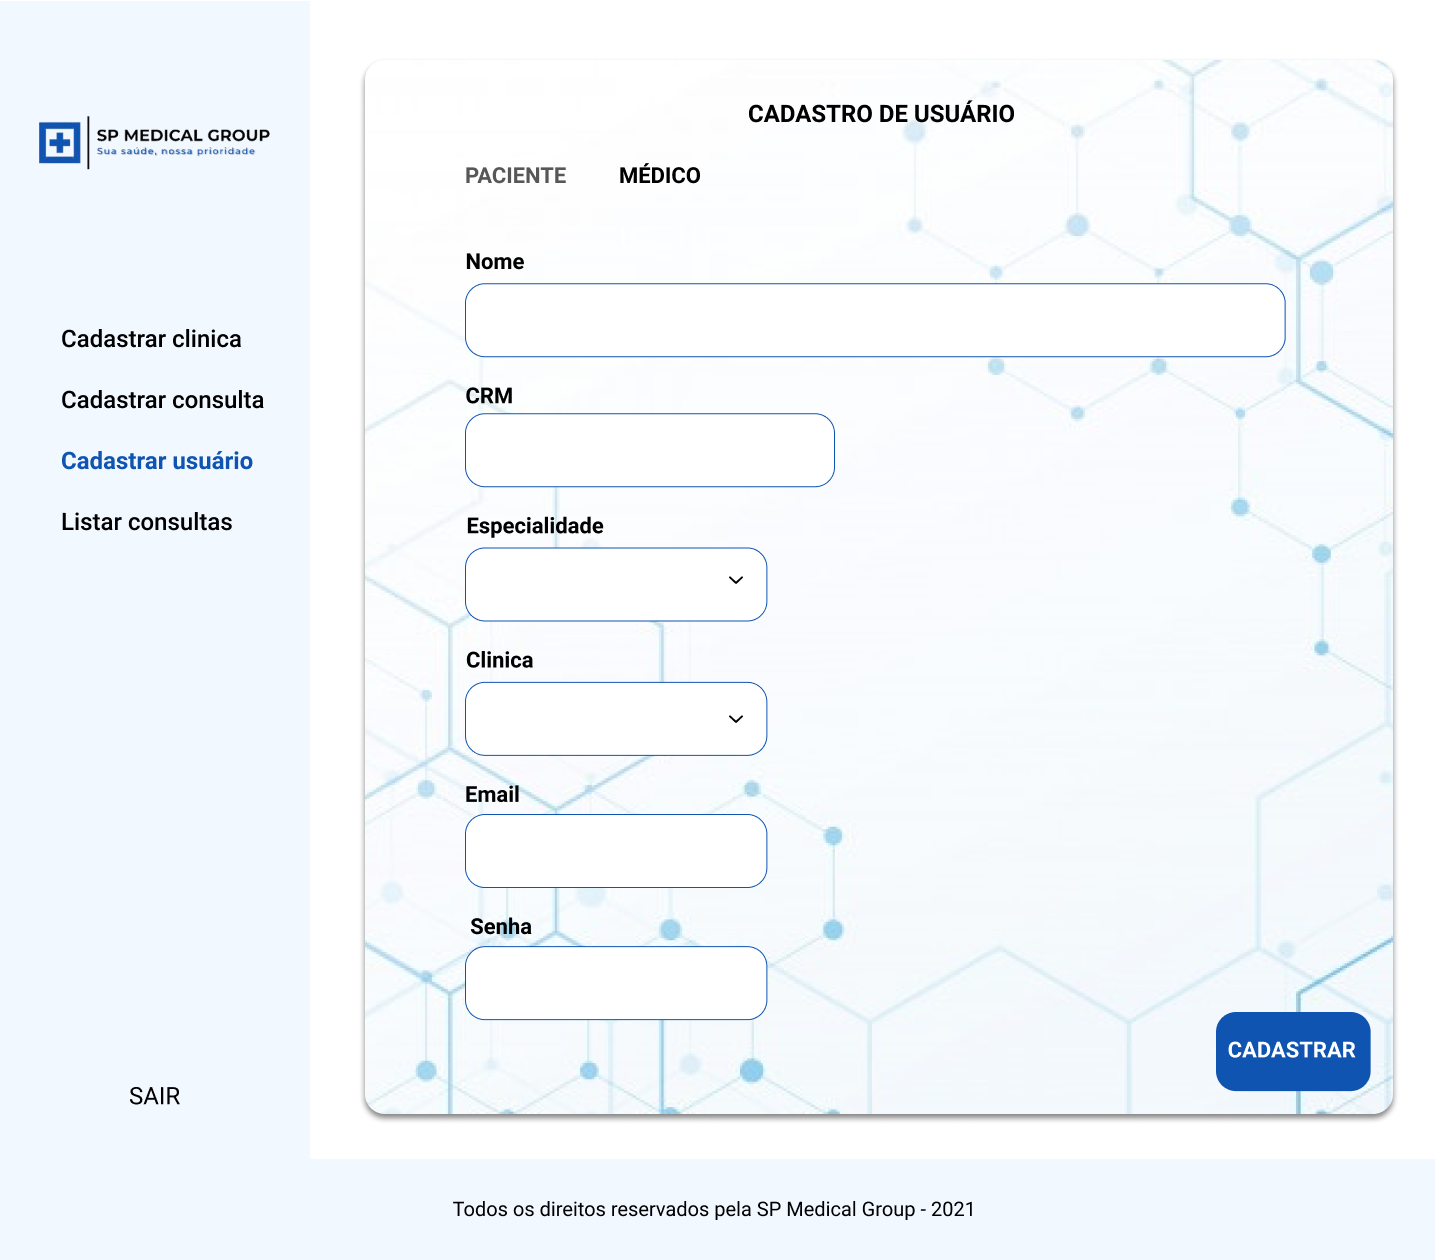 SP MEDICAL GROUP
Sua saúde, nossa prioridade
Cadastrar clinica
Cadastrar consulta
Cadastrar usuário
Listar consultas
SAIR
CADASTRO DE USUÁRIO
PACIENTE MÉDICO
Nome
CRM
Especialidade
Clinica
Email
Senha
CADASTRAR
Todos os direitos reservados pela SP Medical Group - 2021